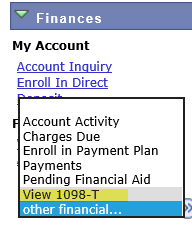 Finances
My Account
Account Inquiry
Enroll In Direct
Account Activity
Charges Due
Enroll in Payment Plan
Payments
Pending Financial Aid
View 1098-T
other financial...